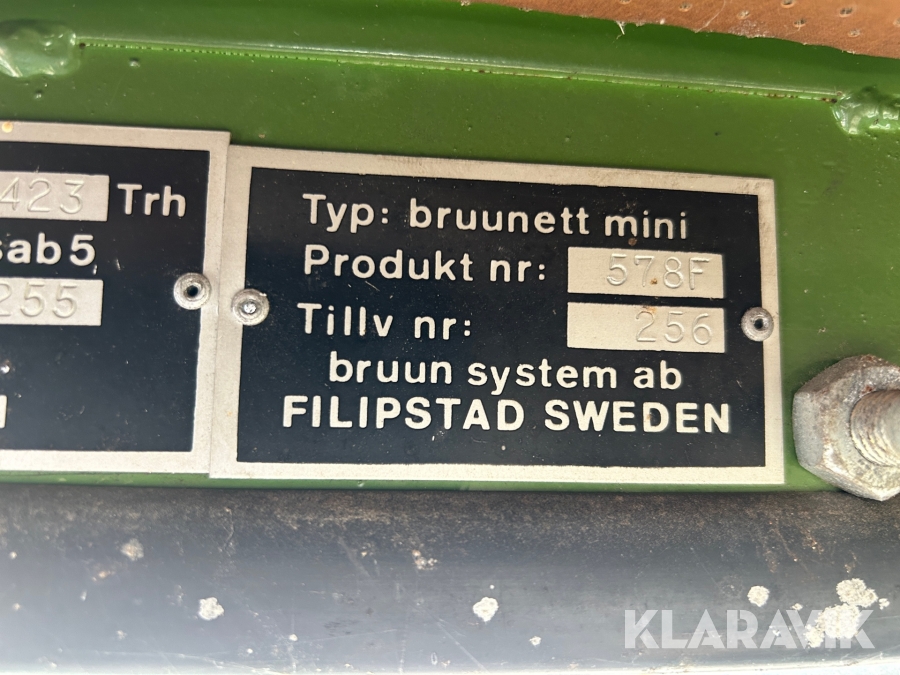 423 Trh
ab5
255
Typ: bruunett mini
Produkt nr: 578F
Tillv nr: 256
bruun system ab
FILIPSTAD SWEDEN
KLARAVIK